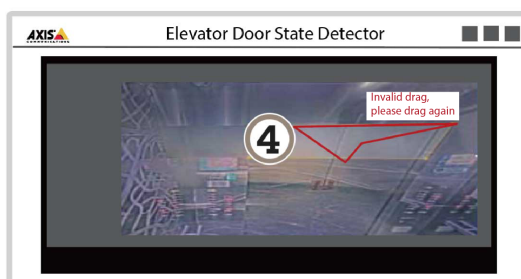 AXIS
COMMUNICATIONS
Elevator Door State Detector
Invalid drag,
please drag again
4